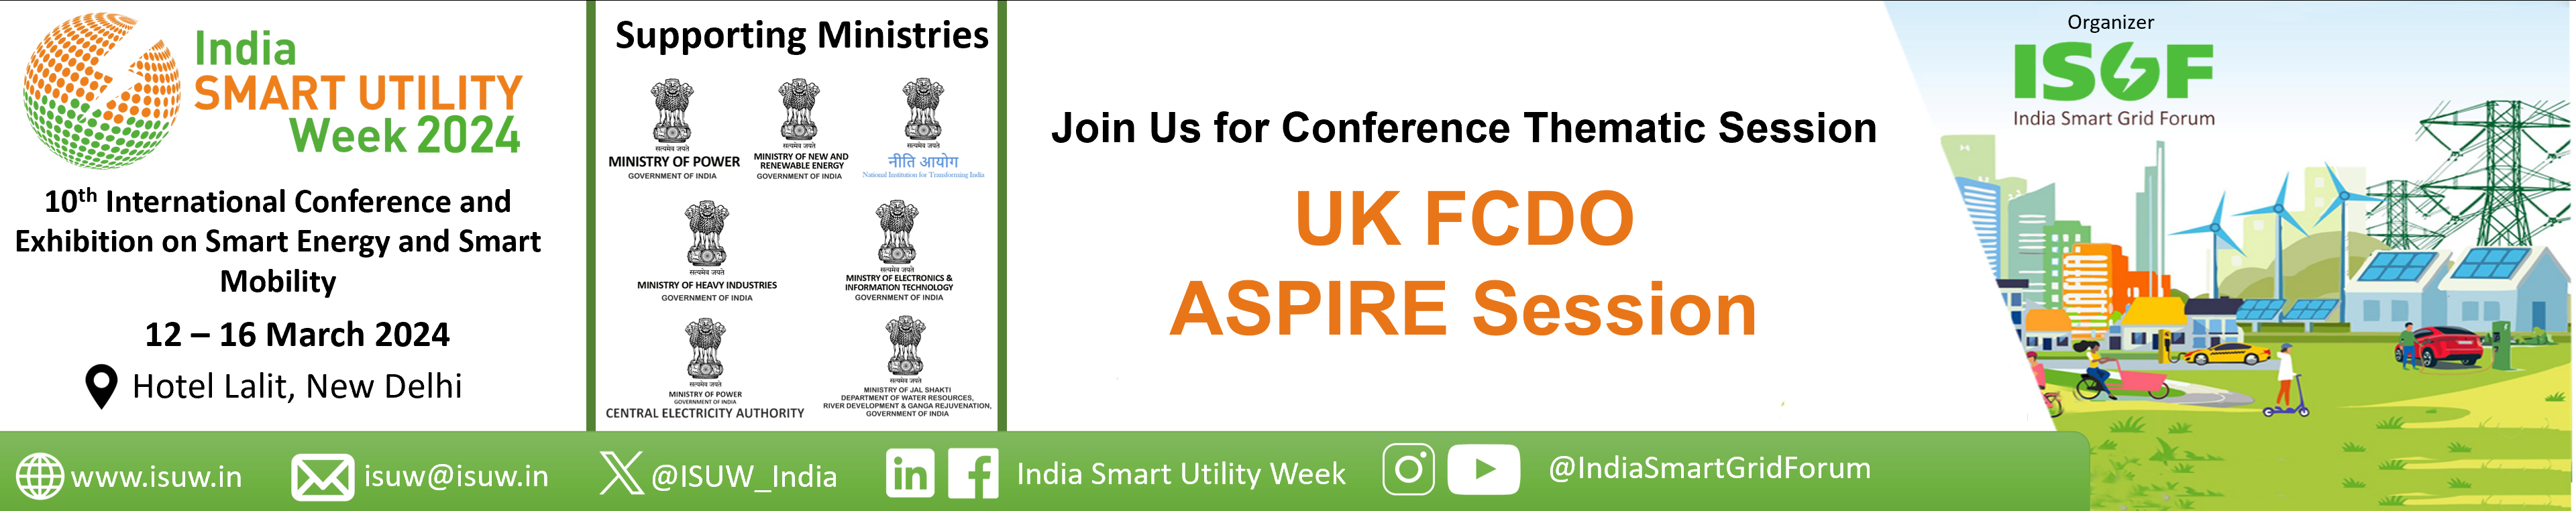 India
SMART UTILITY
Week 2024
10th International Conference and
Exhibition on Smart Energy and Smart
Mobility
12 – 16 March 2024
Hotel Lalit, New Delhi
Supporting Ministries
सत्यमेव जयते
MINISTRY OF POWER
GOVERNMENT OF INDIA
सत्यमेव जयते
MINISTRY OF NEW AND
RENEWABLE ENERGY
GOVERNMENT OF INDIA
सत्यमेव जयते
नीति आयोग
National Institution for Transforming India
सत्यमेव जयते
MINISTRY OF HEAVY INDUSTRIES
GOVERNMENT OF INDIA
सत्यमेव जयते
MINISTRY OF ELECTRONICS &
INFORMATION TECHNOLOGY
GOVERNMENT OF INDIA
सत्यमेव जयते
MINISTRY OF POWER
GOVERNMENT OF INDIA
CENTRAL ELECTRICITY AUTHORITY
सत्यमेव जयते
MINISTRY OF JAL SHAKTI
DEPARTMENT OF WATER RESOURCES,
RIVER DEVELOPMENT & GANGA REJUVENATION,
GOVERNMENT OF INDIA
Join Us for Conference Thematic Session
UK FCDO
ASPIRE Session
Organizer
ISGF
India Smart Grid Forum
www.isuw.in
isuw@isuw.in
@ISUW_India
India Smart Utility Week
@IndiaSmartGridForum